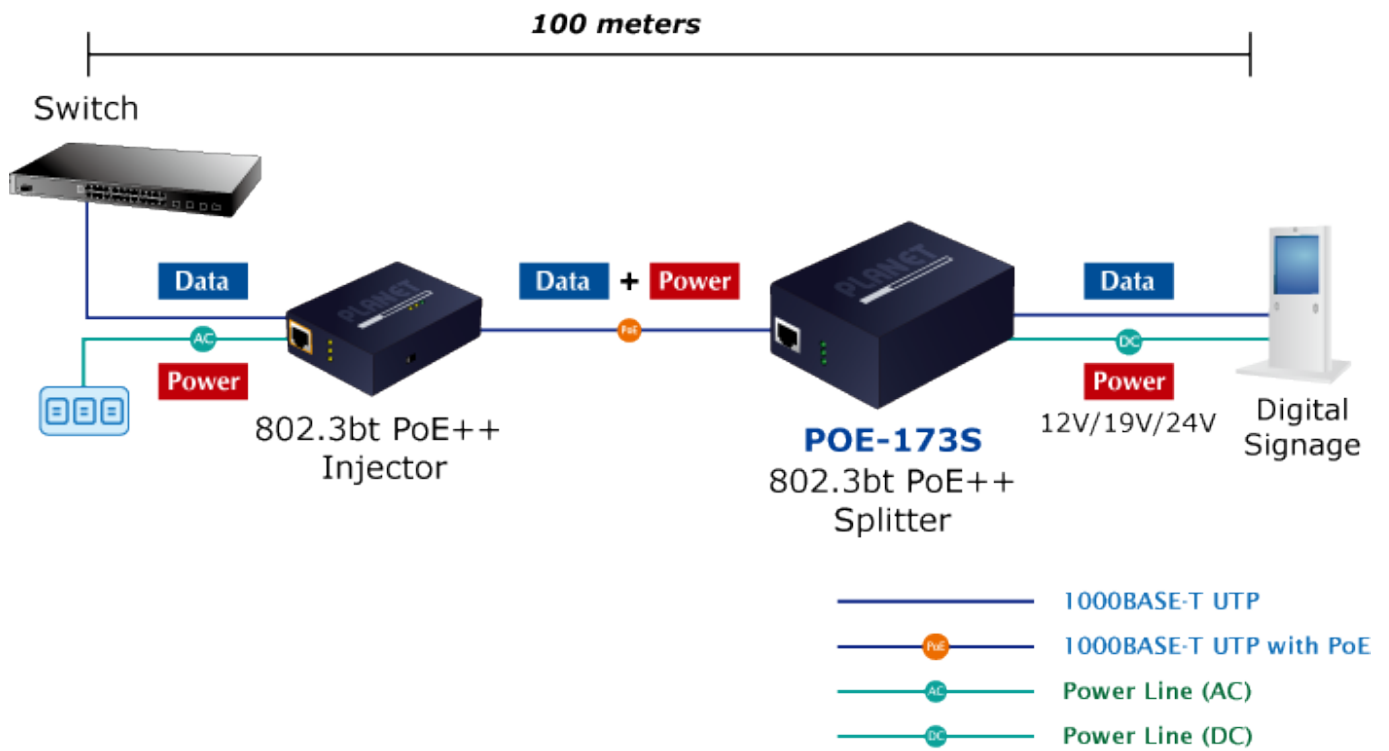 100 meters
Switch
Data
AC
Power
PLANET
802.3bt PoE++
Injector
Data + Power
PoE
PLANET
POE-173S
802.3bt PoE++
Splitter
Data
DC
Power
12V/19V/24V
Digital
Signage
1000BASE-T UTP
PoE 1000BASE-T UTP with PoE
AC Power Line (AC)
DC Power Line (DC)